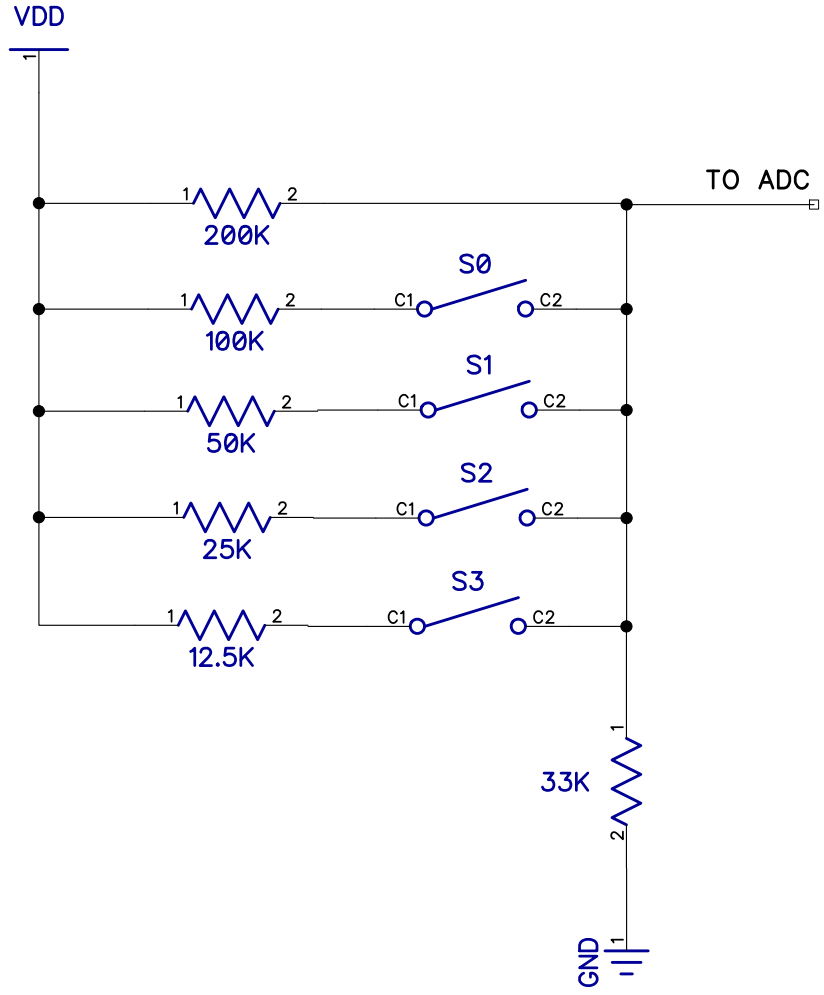 VDD
1
TO ADC
1 2
200K
S0
1 2 C1 C2
100K
S1
1 2 C1 C2
50K
S2
1 2 C1 C2
25K
S3
1 2 C1 C2
12.5K
1
33K
2
GND 1